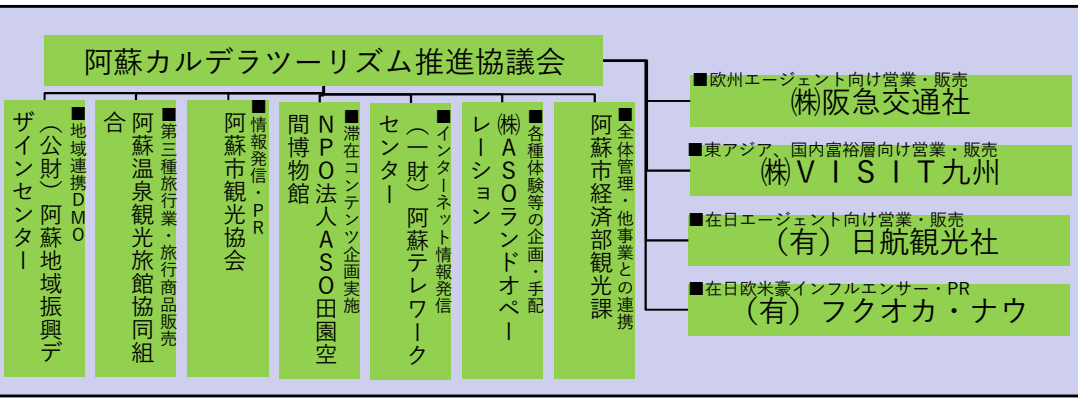 阿蘇カルデラツーリズム推進協議会
■地域連携DMO
（公財）阿蘇地域振興デ
ザインセンター
■第三種旅行業・旅行商品販売
阿蘇温泉観光旅館協同組
合
■情報発信・PR
阿蘇市観光協会
■滞在コンテンツ企画実施
ＮＰＯ法人ＡＳＯ田園空
間博物館
■インターネット情報発信
（一財）阿蘇テレワーク
センター
■各種体験等の企画・手配
㈱ＡＳＯランドオペー
レーション
■全体管理・他事業との連携
阿蘇市経済部観光課
■欧州エージェント向け営業・販売
㈱阪急交通社
■東アジア、国内富裕層向け営業・販売
㈱ＶＩＳＩＴ九州
■在日エージェント向け営業・販売
（有）日航観光社
■在日欧米豪インフルエンサー・PR
（有）フクオカ・ナウ